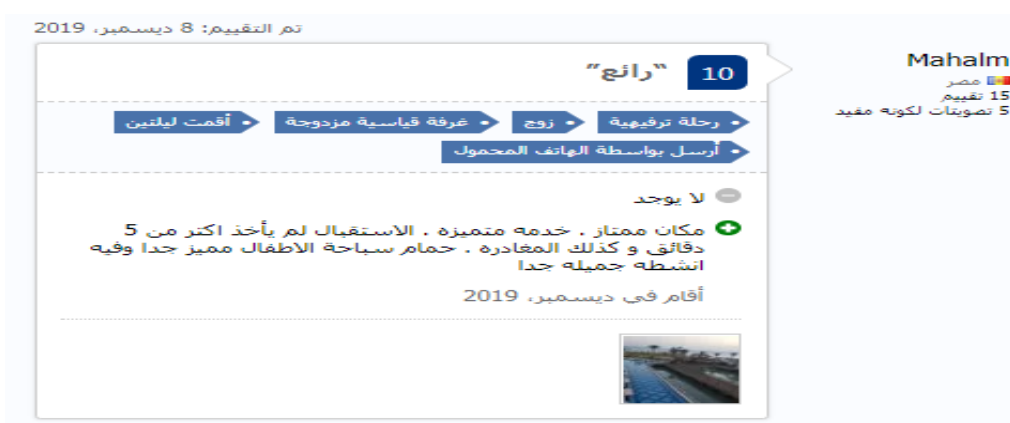 تم التقييم: 8 ديسمبر، 2019
Mahalm
مصر
15 تقييم
5 تصويتات لكونه مفيد
10 “رائع”
• رحلة ترفيهية • زوج • غرفة قياسية مزدوجة • أقمت ليلتين
• أرسل بواسطة الهاتف المحمول
لا يوجد
مكان ممتاز . خدمه متميزه . الاستقبال لم يأخذ اكتر من 5
دقائق و كذلك المغادره . حمام سباحة الاطفال مميز جدا وفيه
انشطه جميله جدا
أقام في ديسمبر، 2019